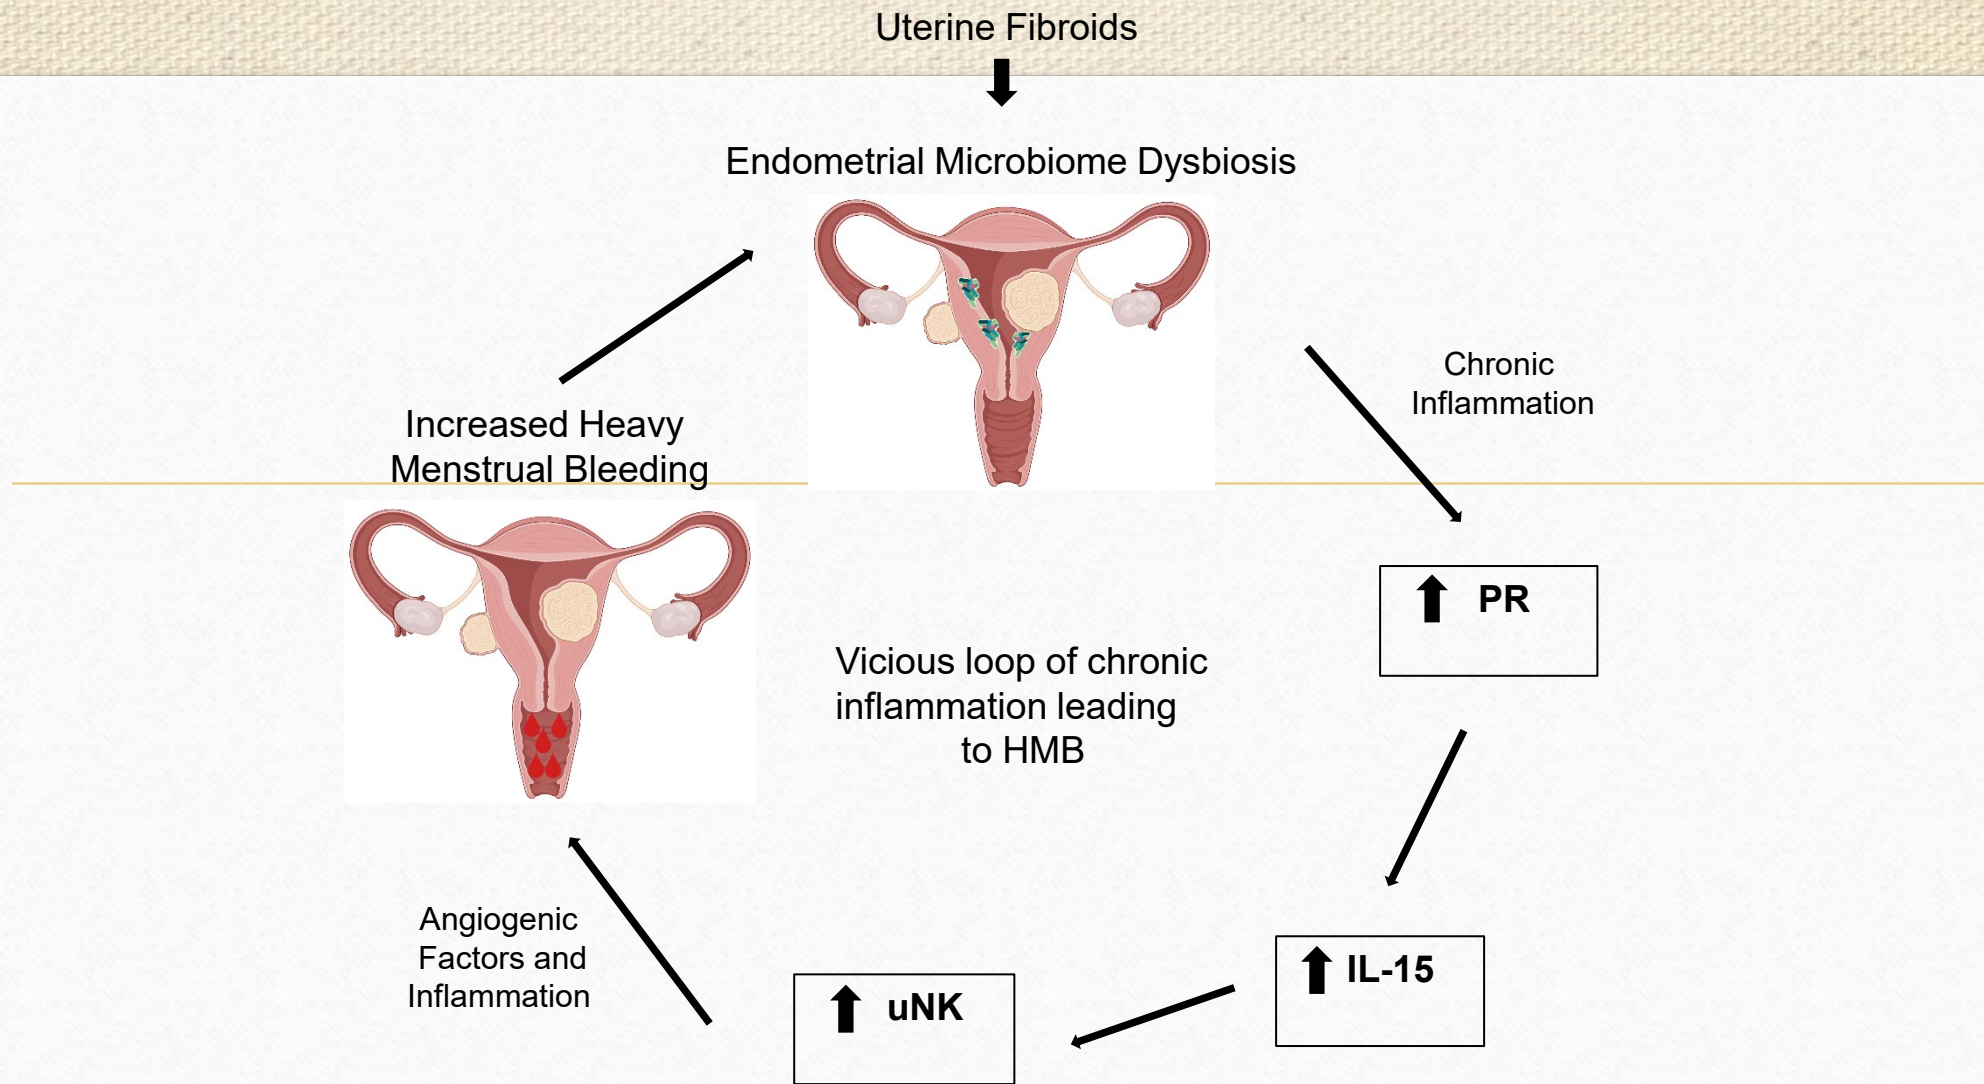 Uterine Fibroids
Endometrial Microbiome Dysbiosis
Chronic
Inflammation
Increased Heavy
Menstrual Bleeding
PR
Vicious loop of chronic
inflammation leading
to HMB
IL-15
Angiogenic
Factors and
Inflammation
uNK